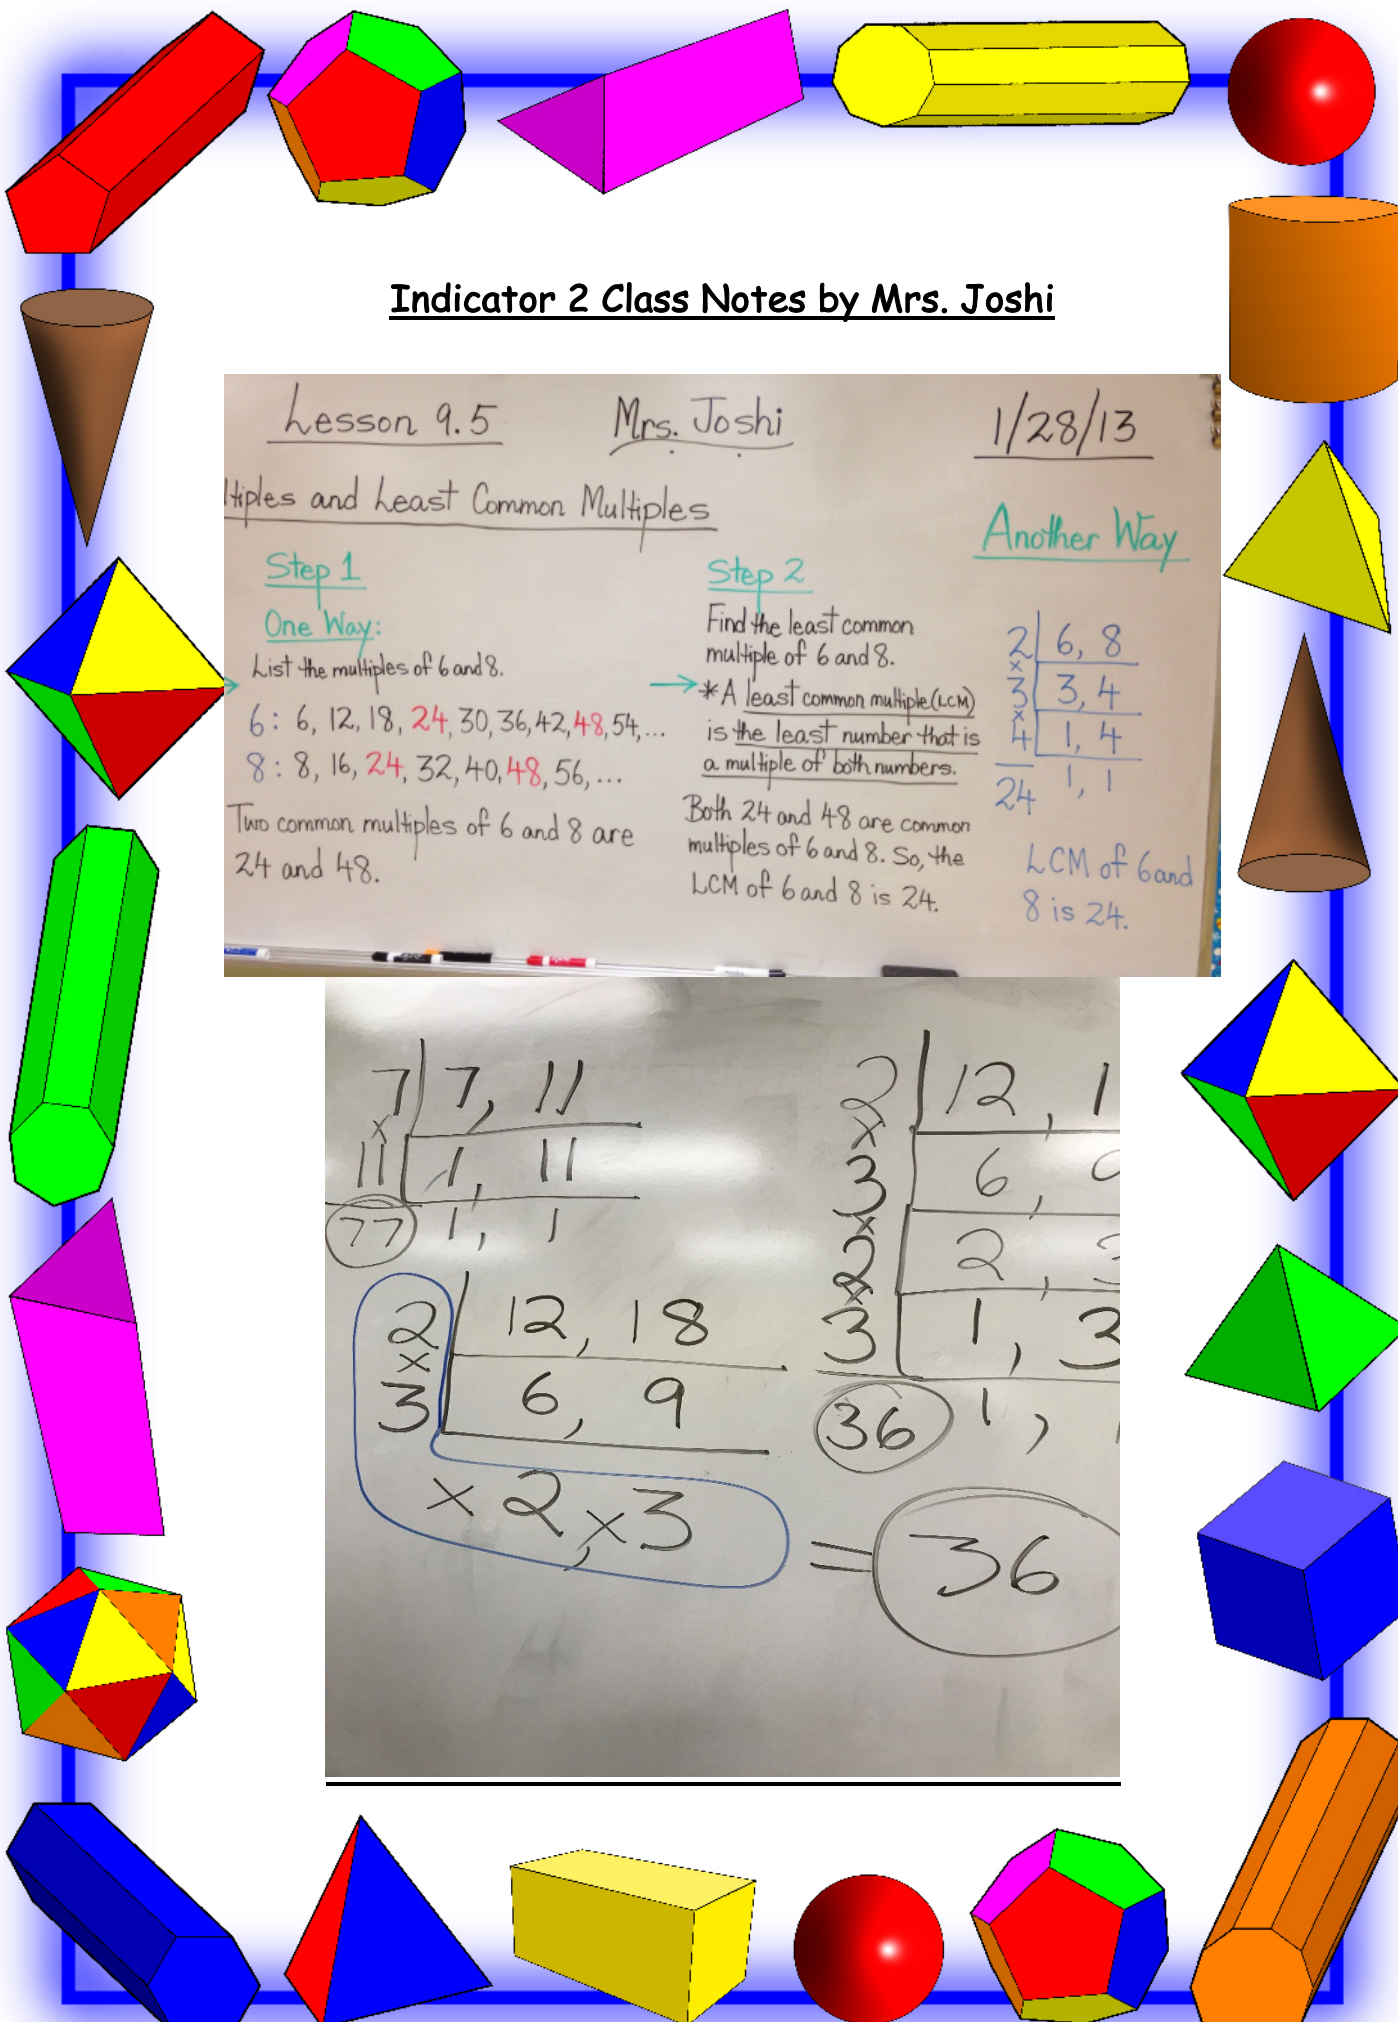 Indicator 2 Class Notes by Mrs. Joshi
Lesson 9.5
Mrs. Joshi
1/28/13
ltiples and Least Common Multiples
Step 1
One Way:
List the multiples of 6 and 8.
6: 6, 12, 18, 24, 30, 36, 42, 48, 54, ...
8: 8, 16, 24, 32, 40, 48, 56, ...
Two common multiples of 6 and 8 are
24 and 48.
Step 2
Find the least common
multiple of 6 and 8.
→ *A least common multiple (LCM)
is the least number that is
a multiple of both numbers.
Both 24 and 48 are common
multiples of 6 and 8. So, the
LCM of 6 and 8 is 24.
Another Way
2 | 6, 8
×
3 | 3, 4
×
4 | 1, 4
24 1, 1
LCM of 6 and
8 is 24.
7 | 7, 11
×
11 | 1, 11
77 1, 1
2 | 12, 18
×
3 | 6, 9
× 2, × 3
2 | 12, 1
×
3 | 6,
×
2 | 2, 3
×
3 | 1, 3
36 1,
= 36